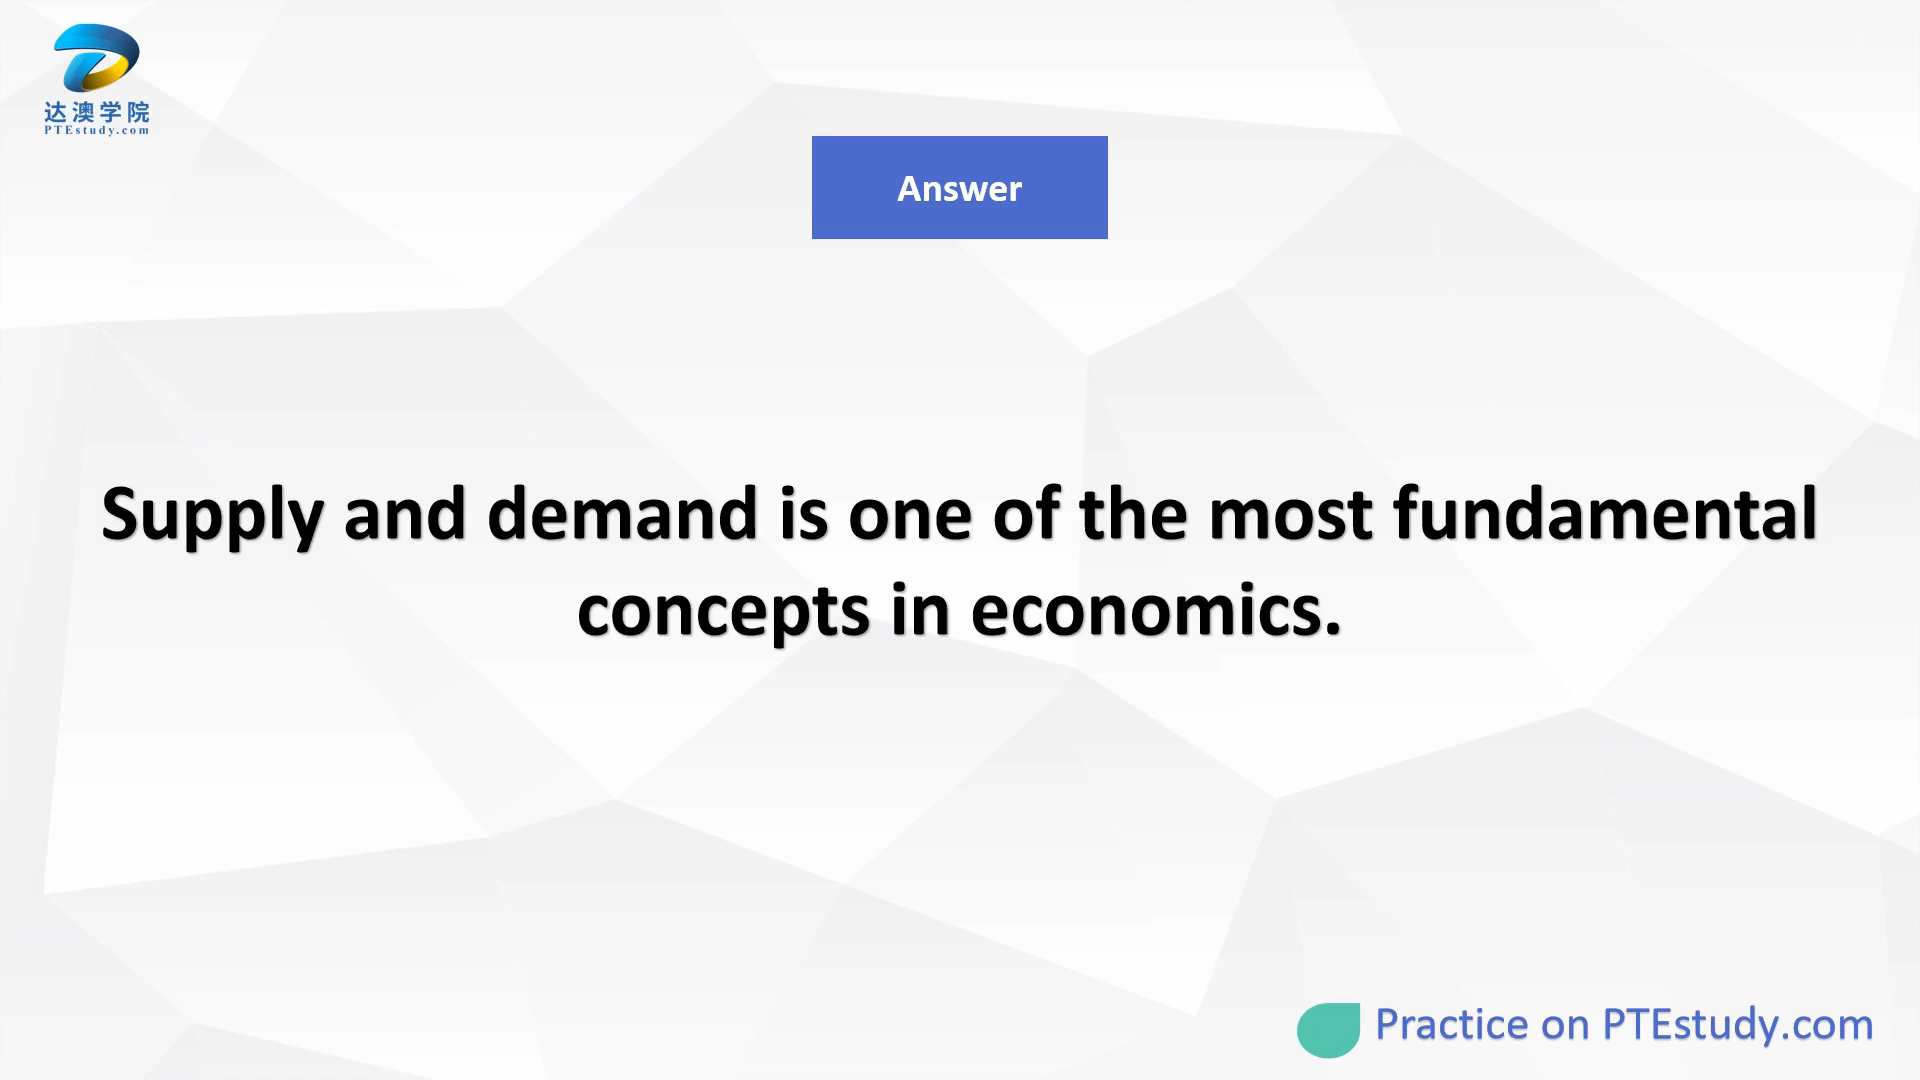 达澳学院
PTEstudy.com
Answer
Supply and demand is one of the most fundamental
concepts in economics.
Practice on PTEstudy.com